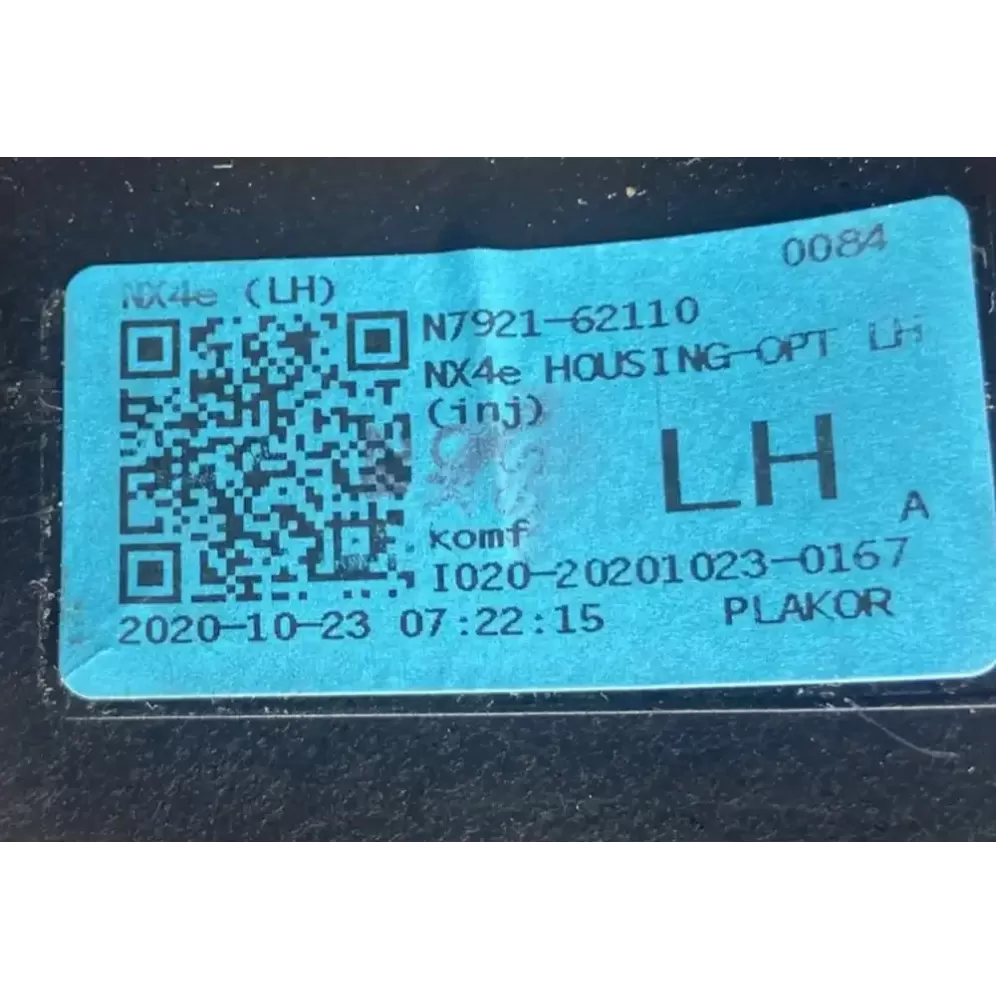 0084
NX4e (LH)
N7921-62110
NX4e HOUSING-OPT LH
(inj)
LH
A
komf
I020-20201023-0167
2020-10-23 07:22:15
PLAKOR